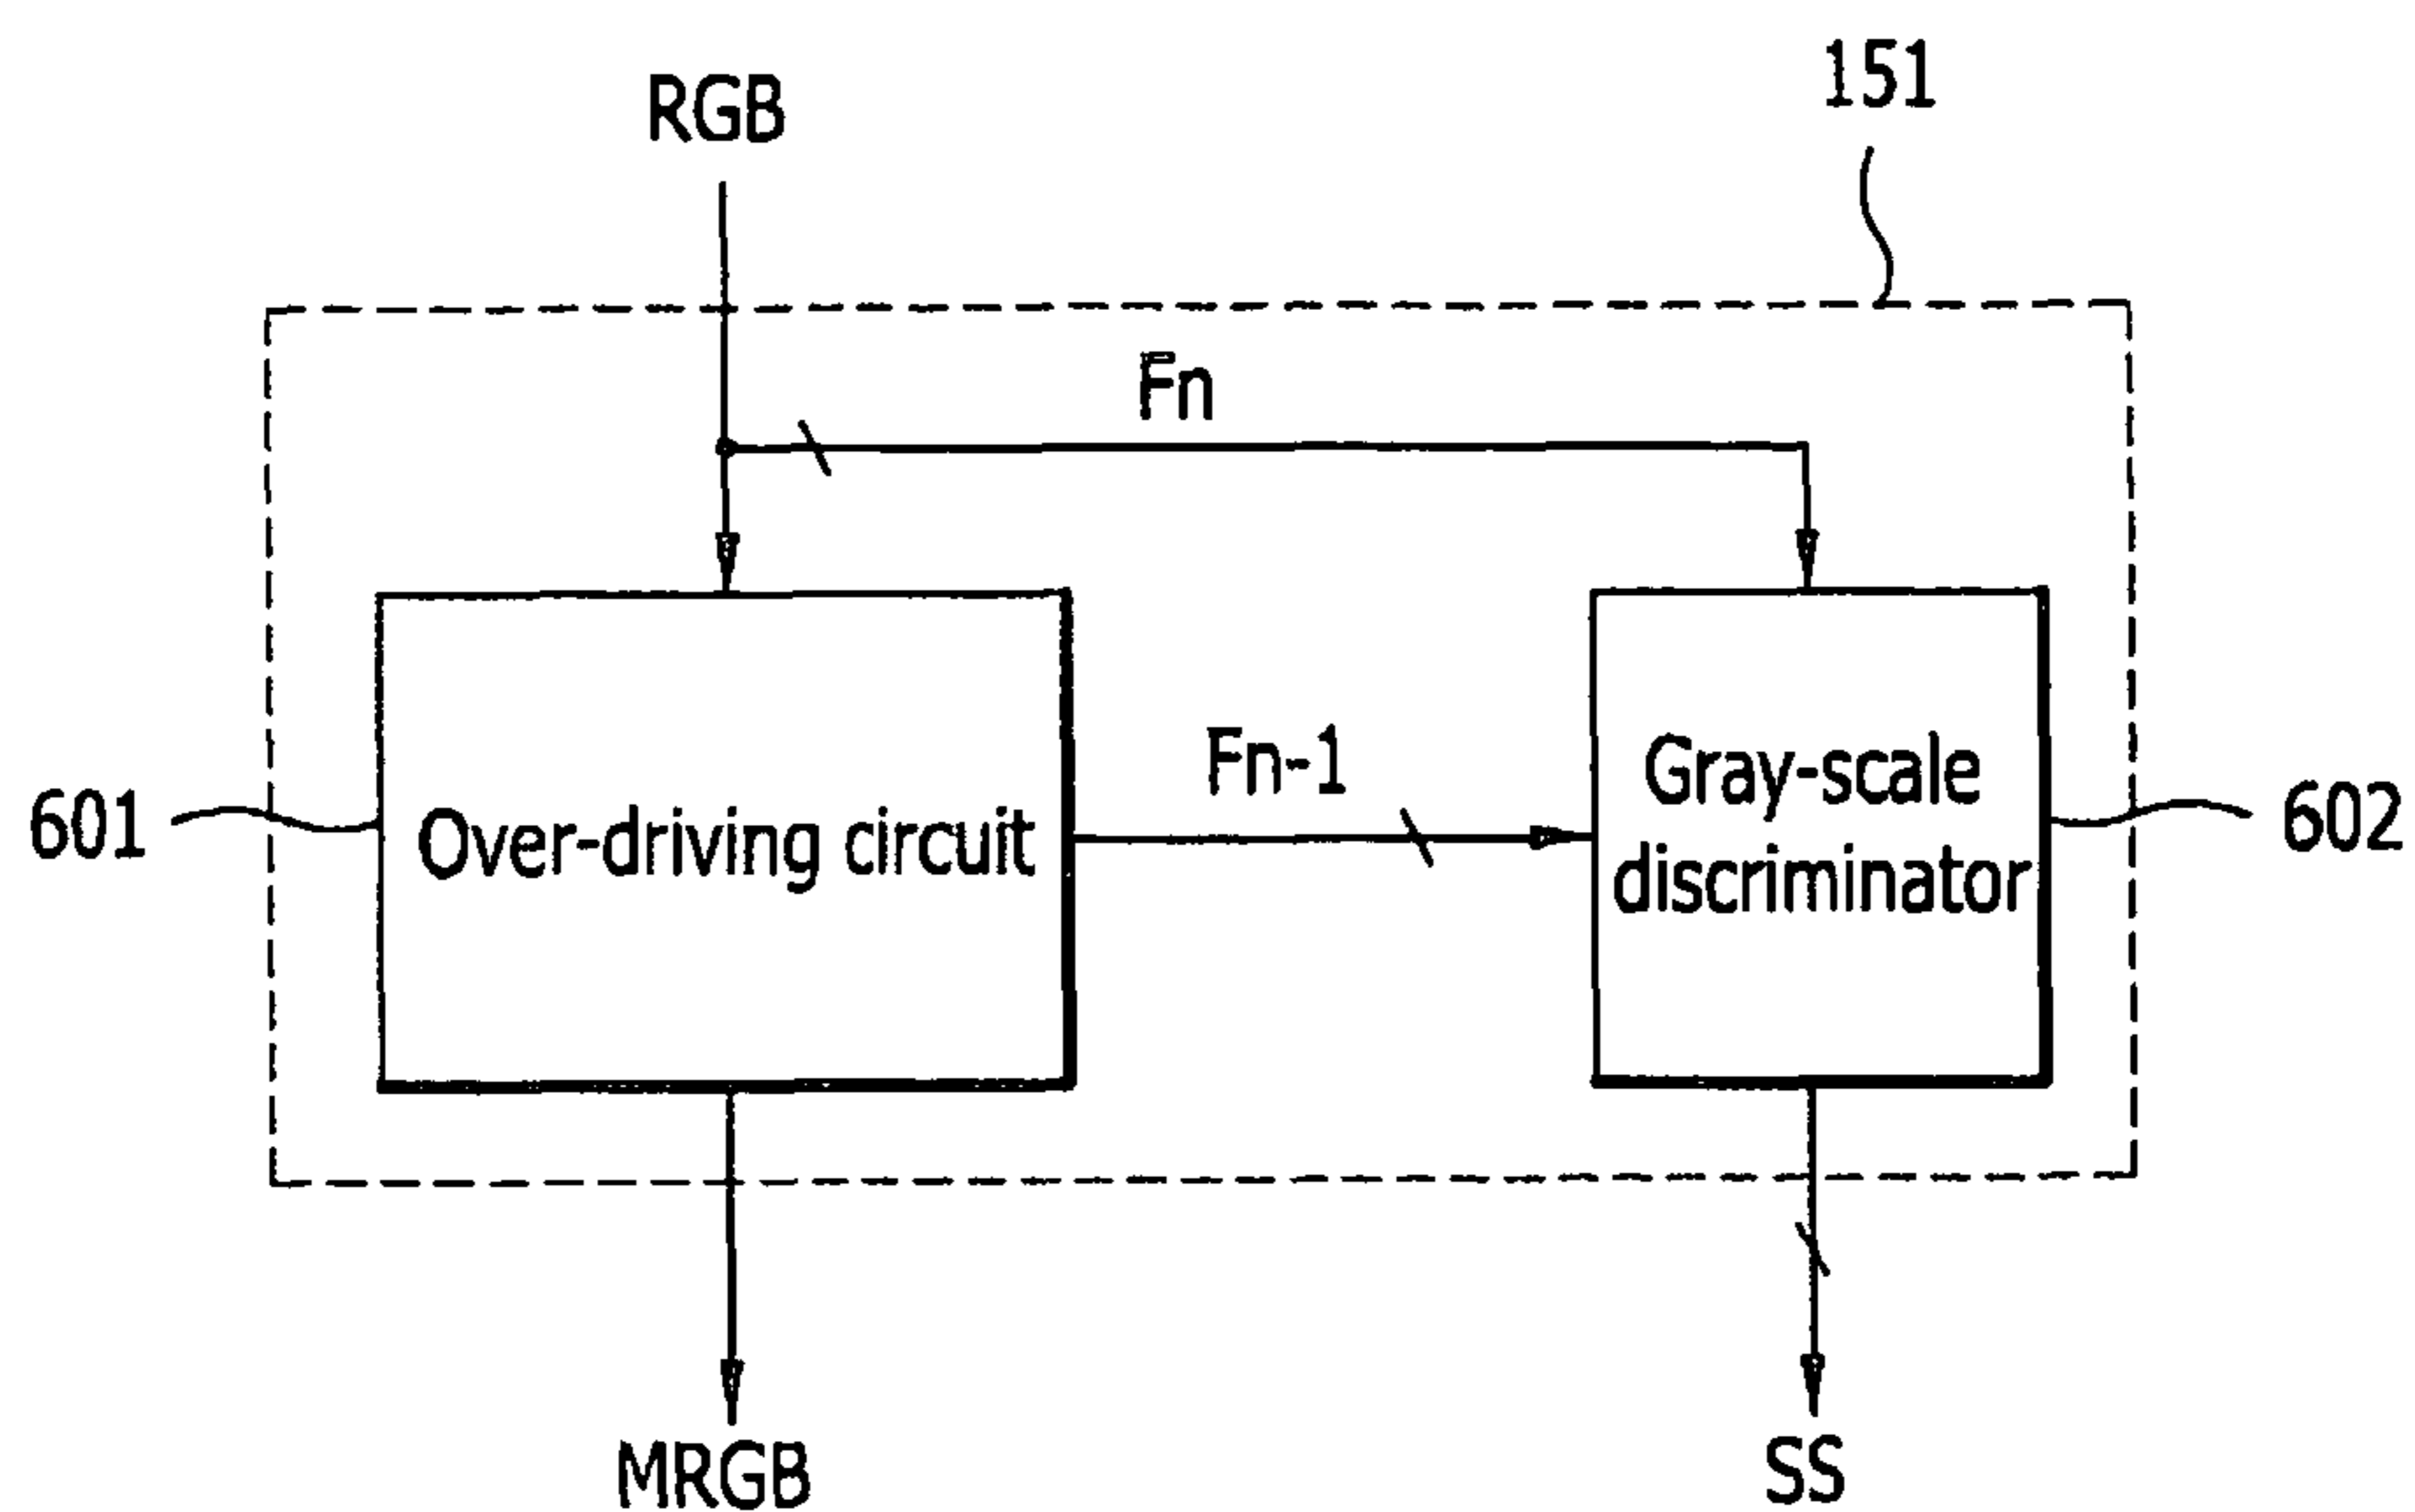 RGB
151
Fn
Fn-1
601
Over-driving circuit
Gray-scale
discriminator
602
MRGB
SS